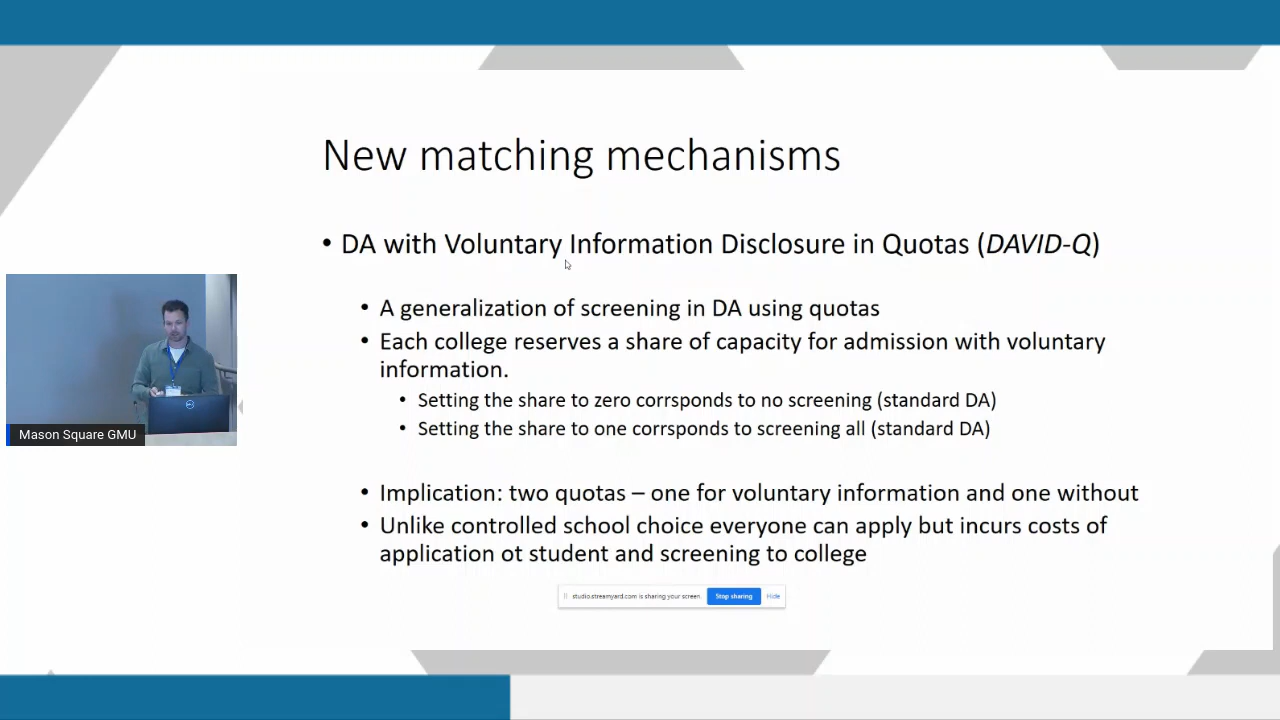 New matching mechanisms
• DA with Voluntary Information Disclosure in Quotas (DAVID-Q)
• A generalization of screening in DA using quotas
• Each college reserves a share of capacity for admission with voluntary
information.
• Setting the share to zero corrsponds to no screening (standard DA)
• Setting the share to one corrsponds to screening all (standard DA)
• Implication: two quotas – one for voluntary information and one without
• Unlike controlled school choice everyone can apply but incurs costs of
application ot student and screening to college
Mason Square GMU
studio.streamyard.com is sharing your screen. Stop sharing Hide